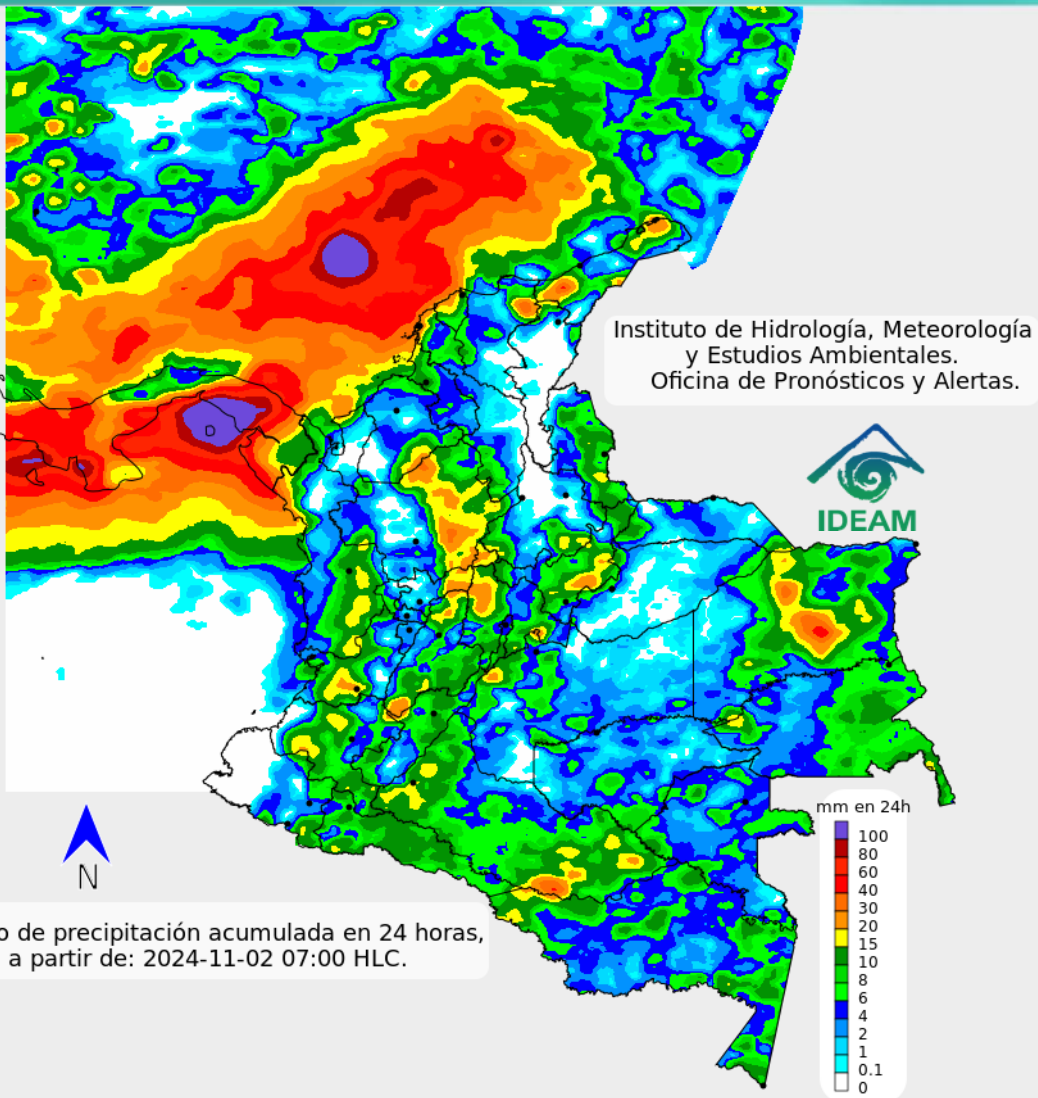 Instituto de Hidrología, Meteorología
y Estudios Ambientales.
Oficina de Pronósticos y Alertas.
IDEAM
mm en 24h
100
80
60
40
30
20
15
10
8
6
4
2
1
0.1
0
N
o de precipitación acumulada en 24 horas,
a partir de: 2024-11-02 07:00 HLC.